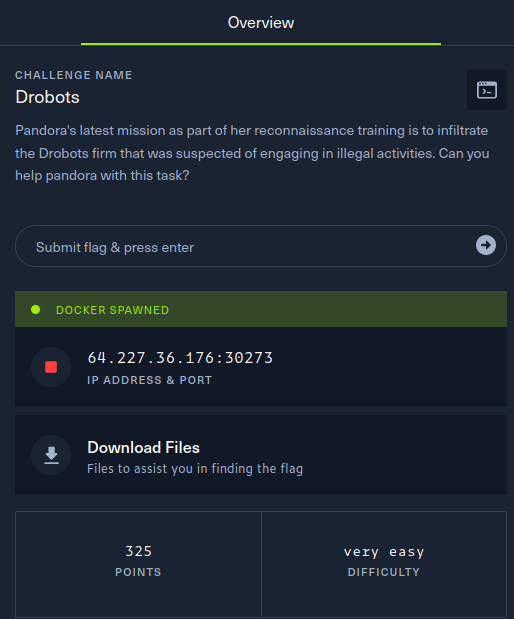 Overview
CHALLENGE NAME
Drobots
Pandora's latest mission as part of her reconnaissance training is to infiltrate
the Drobots firm that was suspected of engaging in illegal activities. Can you
help pandora with this task?
Submit flag & press enter
DOCKER SPAWNED
64.227.36.176:30273
IP ADDRESS & PORT
Download Files
Files to assist you in finding the flag
325
POINTS
very easy
DIFFICULTY